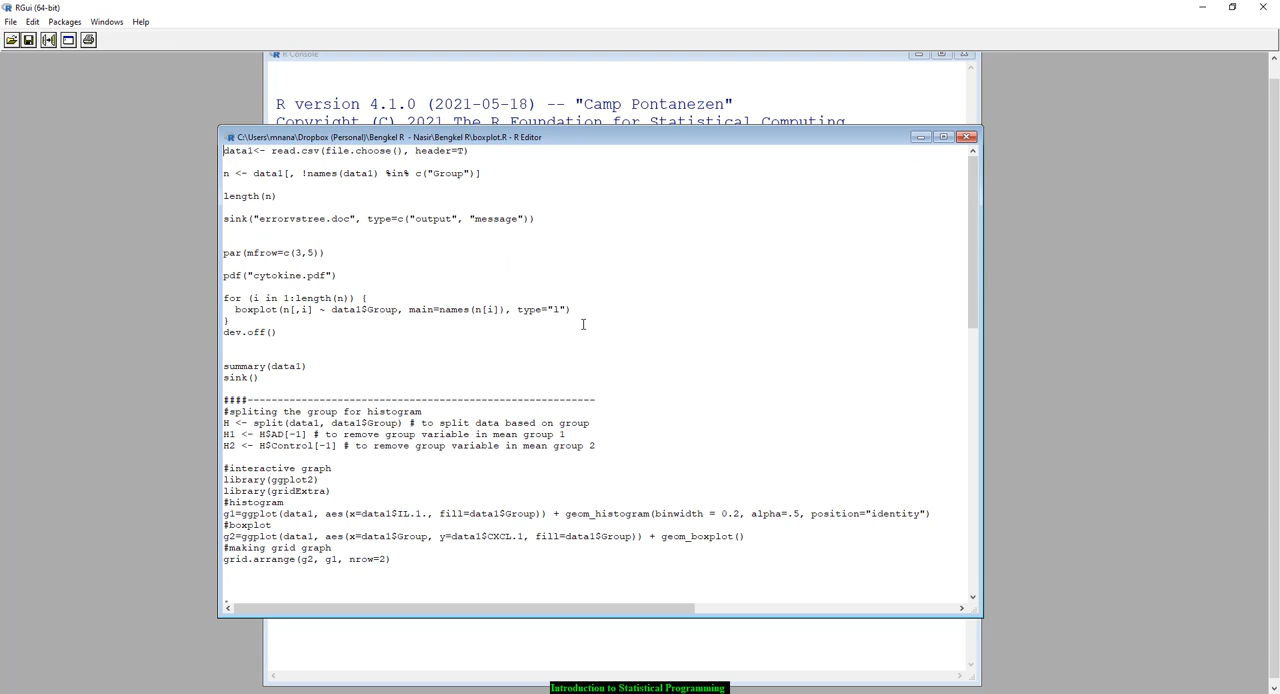 RGui (64-bit)
File Edit Packages Windows Help
R Console
R version 4.1.0 (2021-05-18) -- "Camp Pontanezen"
Copyright (C) 2021 The R Foundation for Statistical Computing
C:\Users\mnana\Dropbox (Personal)\Bengkel R - Nasir\Bengkel R\boxplot.R - R Editor
data1<- read.csv(file.choose(), header=T)
n <- data1[, !names(data1) %in% c("Group")]
length(n)
sink("errorvstree.doc", type=c("output", "message"))
par(mfrow=c(3,5))
pdf("cytokine.pdf")
for (i in 1:length(n)) {
boxplot(n[,i] ~ data1$Group, main=names(n[i]), type="l")
}
dev.off()
summary(data1)
sink()
####----------------------------------------------------------
#spliting the group for histogram
H <- split(data1, data1$Group) # to split data based on group
H1 <- H$AD[-1] # to remove group variable in mean group 1
H2 <- H$Control[-1] # to remove group variable in mean group 2
#interactive graph
library(ggplot2)
library(gridExtra)
#histogram
g1=ggplot(data1, aes(x=data1$IL.1., fill=data1$Group)) + geom_histogram(binwidth = 0.2, alpha=.5, position="identity")
#boxplot
g2=ggplot(data1, aes(x=data1$Group, y=data1$CXCL.1, fill=data1$Group)) + geom_boxplot()
#making grid graph
grid.arrange(g2, g1, nrow=2)
Introduction to Statistical Programming